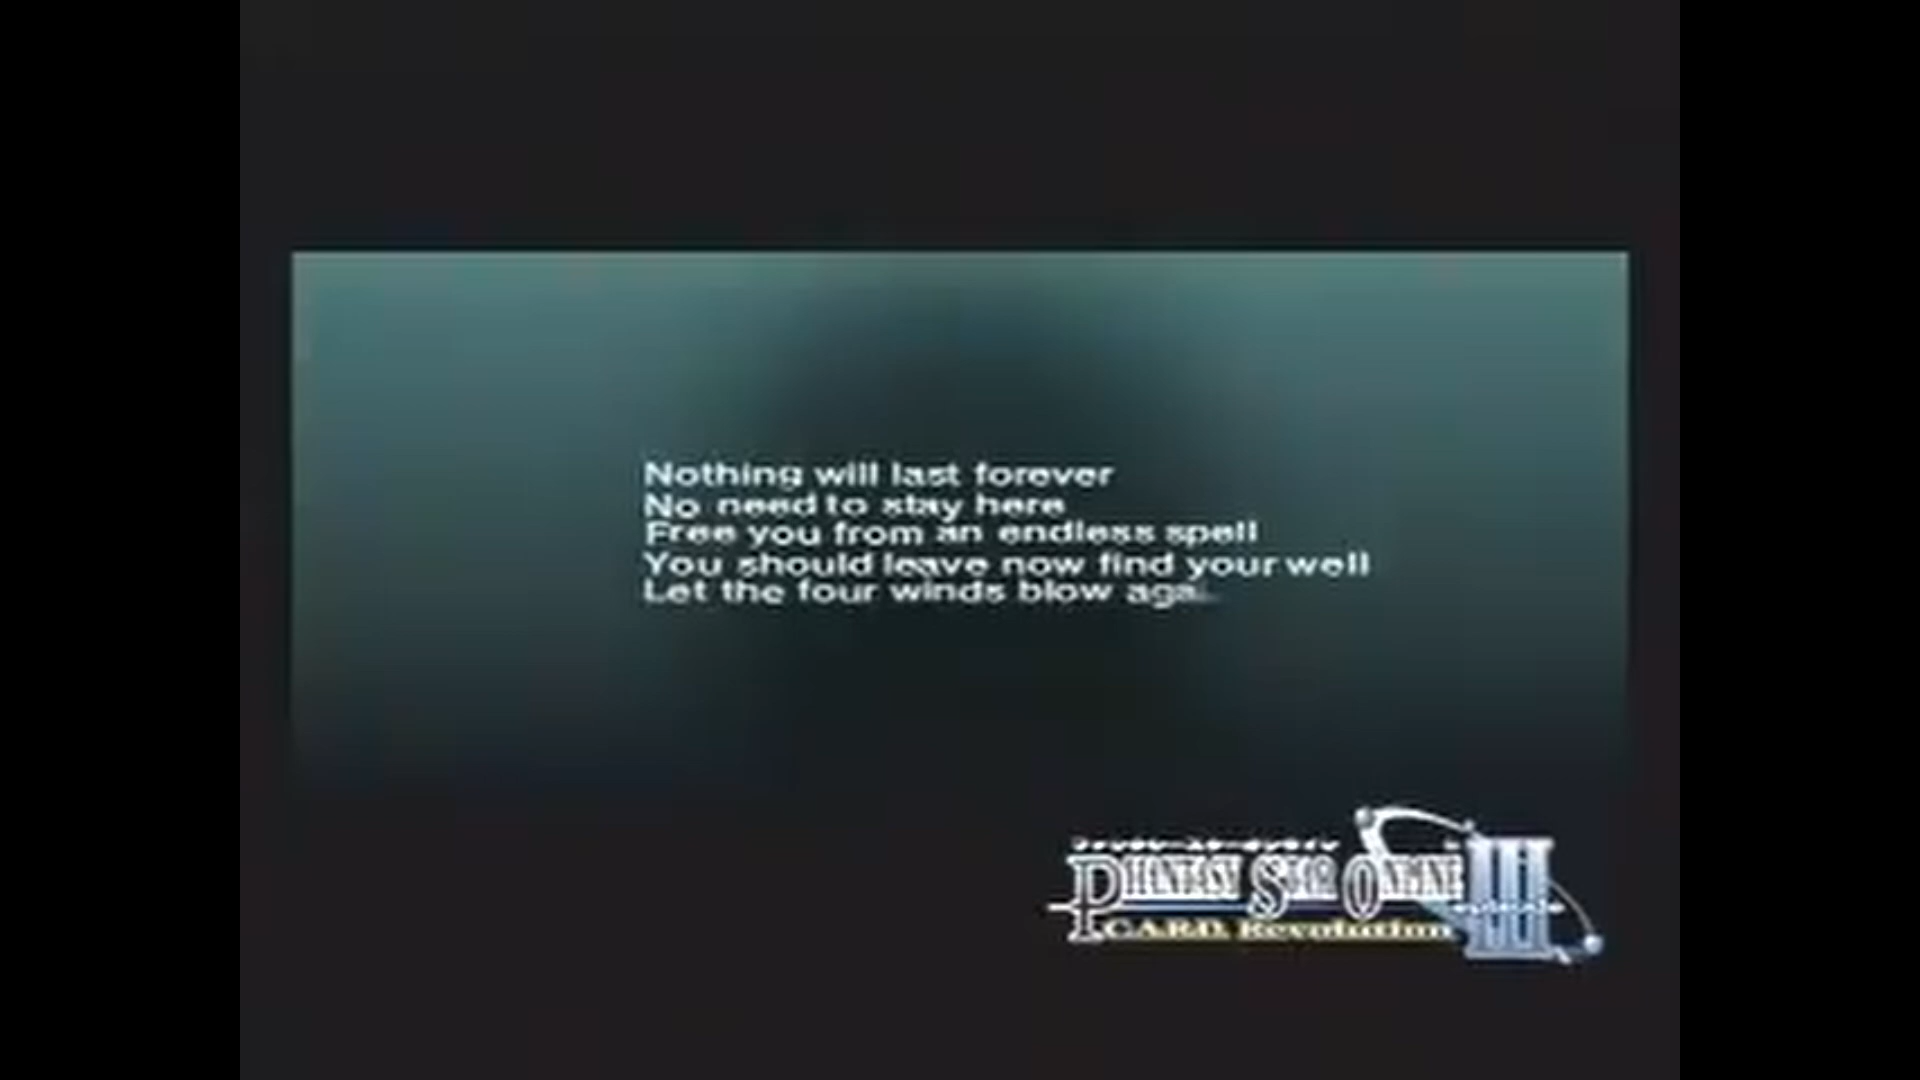 Nothing will last forever
No need to stay here
Free you from an endless spell
You should leave now find your well
Let the four winds blow agai
PHANTASY STAR ONLINE III
C.A.R.D. Revolution